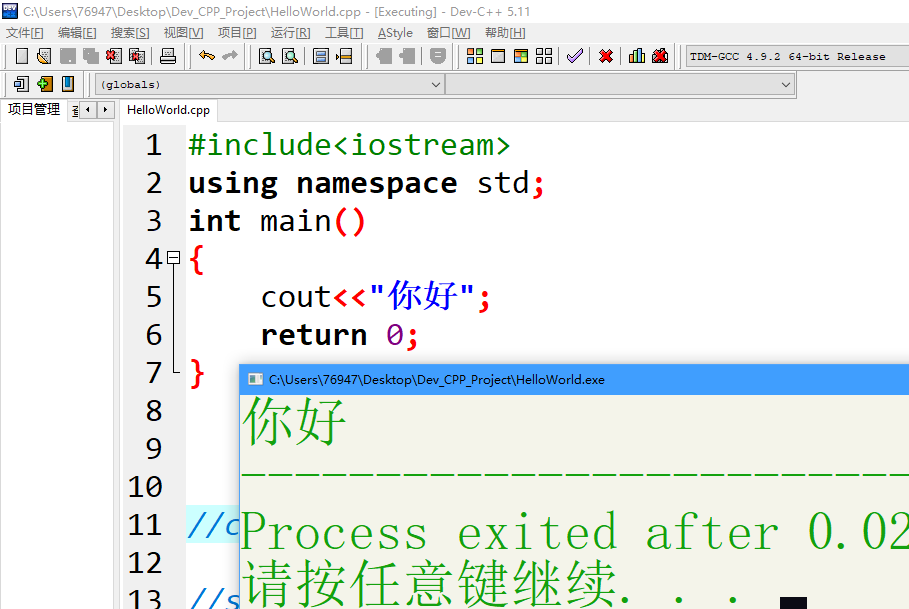 C:\Users\76947\Desktop\Dev_CPP_Project\HelloWorld.cpp - [Executing] - Dev-C++ 5.11
文件[F] 编辑[E] 搜索[S] 视图[V] 项目[P] 运行[R] 工具[T] AStyle 窗口[W] 帮助[H]
TDM-GCC 4.9.2 64-bit Release
(globals)
项目管理 HelloWorld.cpp
1 #include<iostream>
2 using namespace std;
3 int main()
4 {
5 cout<<"你好";
6 return 0;
7 }
8
9
10
11 //c
12
13 //s
C:\Users\76947\Desktop\Dev_CPP_Project\HelloWorld.exe
你好
--------------------------
Process exited after 0.02
请按任意键继续. . .